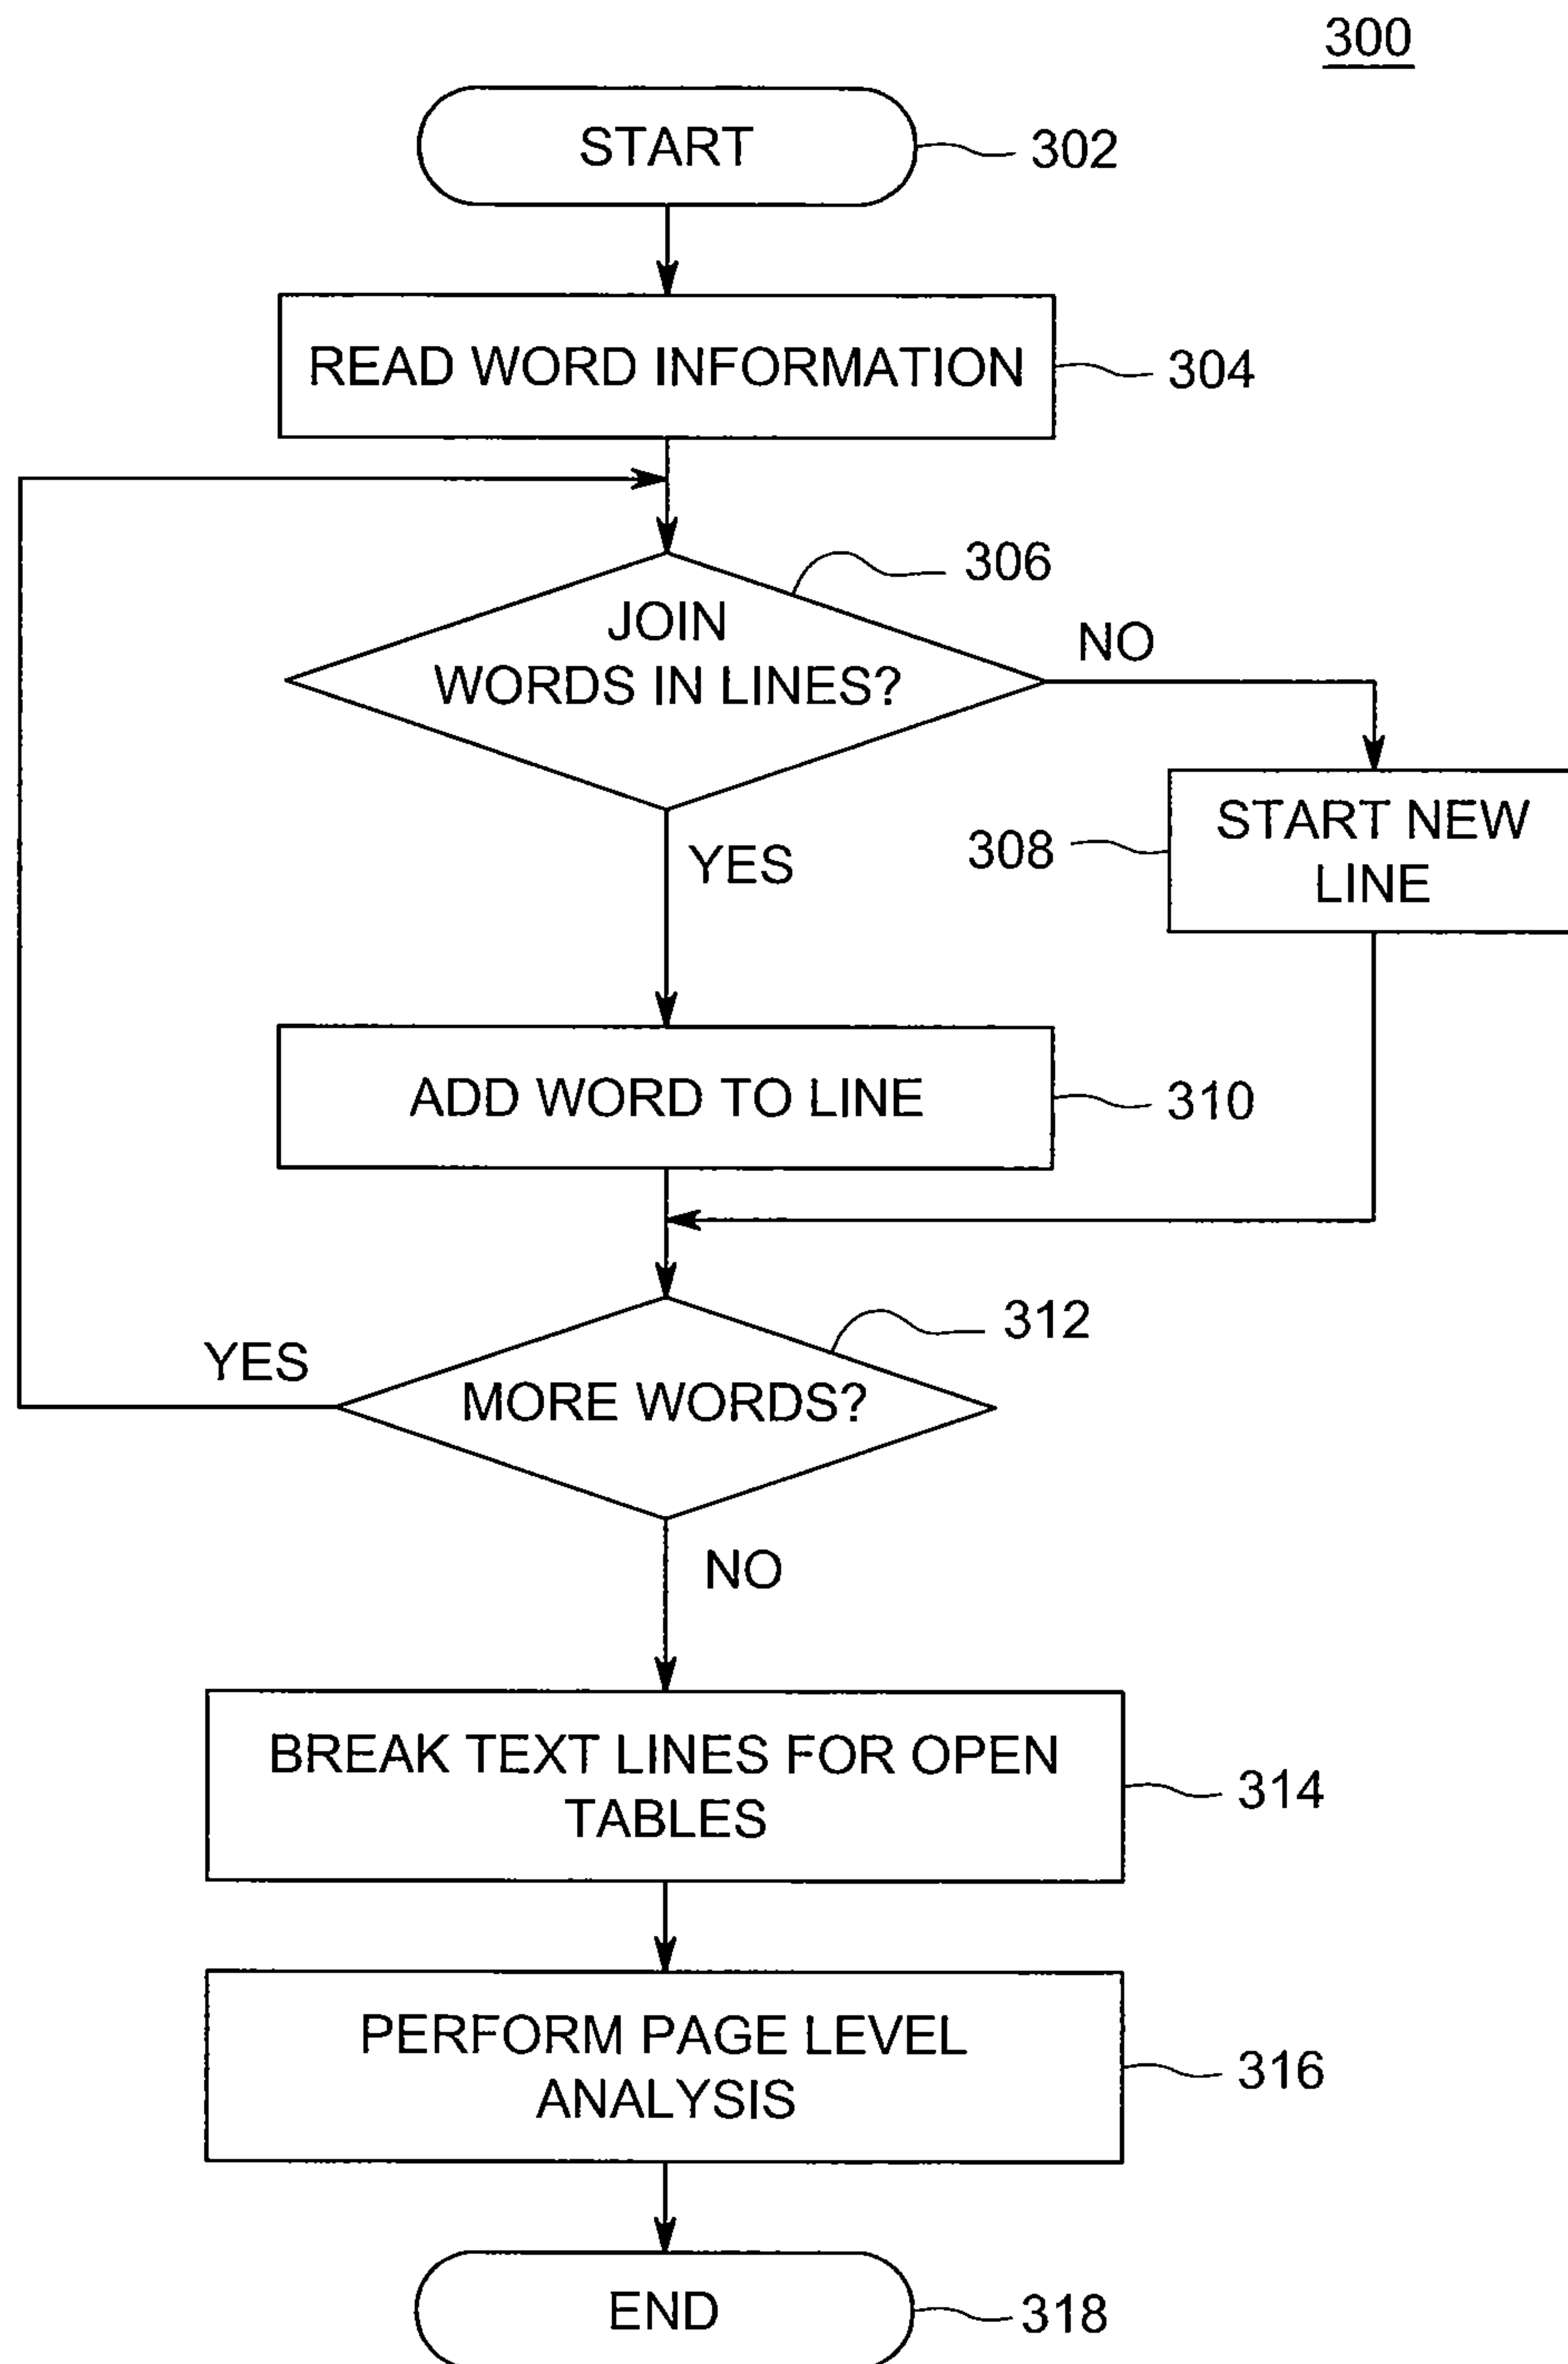 300
START
302
READ WORD INFORMATION
304
306
JOIN
WORDS IN LINES?
NO
START NEW
LINE
308
YES
ADD WORD TO LINE
310
312
YES
MORE WORDS?
NO
BREAK TEXT LINES FOR OPEN
TABLES
314
PERFORM PAGE LEVEL
ANALYSIS
316
END
318